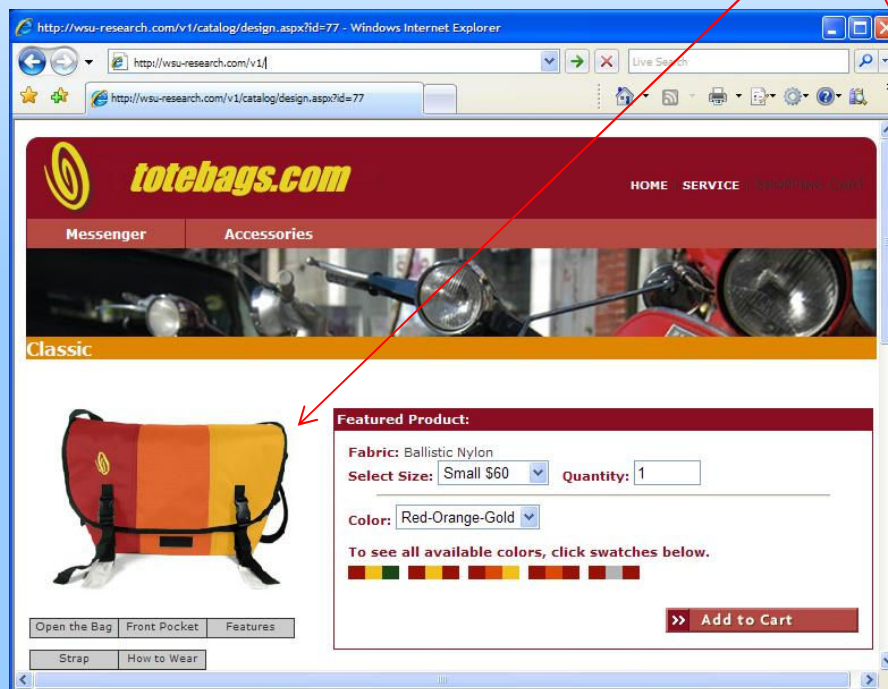 http://wsu-research.com/v1/catalog/design.aspx?id=77 - Windows Internet Explorer
http://wsu-research.com/v1/
Live Search
http://wsu-research.com/v1/catalog/design.aspx?id=77
totebags.com
HOME SERVICE SHOPPING CART
Messenger Accessories
Classic
Featured Product:
Fabric: Ballistic Nylon
Select Size: Small $60 Quantity: 1
Color: Red-Orange-Gold
To see all available colors, click swatches below.
Add to Cart
Open the Bag Front Pocket Features
Strap How to Wear